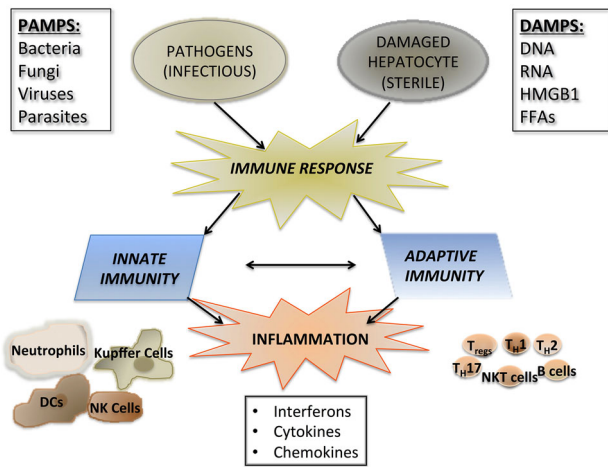 PAMPS:
Bacteria
Fungi
Viruses
Parasites
PATHOGENS
(INFECTIOUS)
DAMAGED
HEPATOCYTE
(STERILE)
DAMPS:
DNA
RNA
HMGB1
FFAs
IMMUNE RESPONSE
INNATE
IMMUNITY
ADAPTIVE
IMMUNITY
INFLAMMATION
Neutrophils
Kupffer Cells
DCs
NK Cells
Tregs
TH1
TH2
TH17
NKT cells
B cells
• Interferons
• Cytokines
• Chemokines